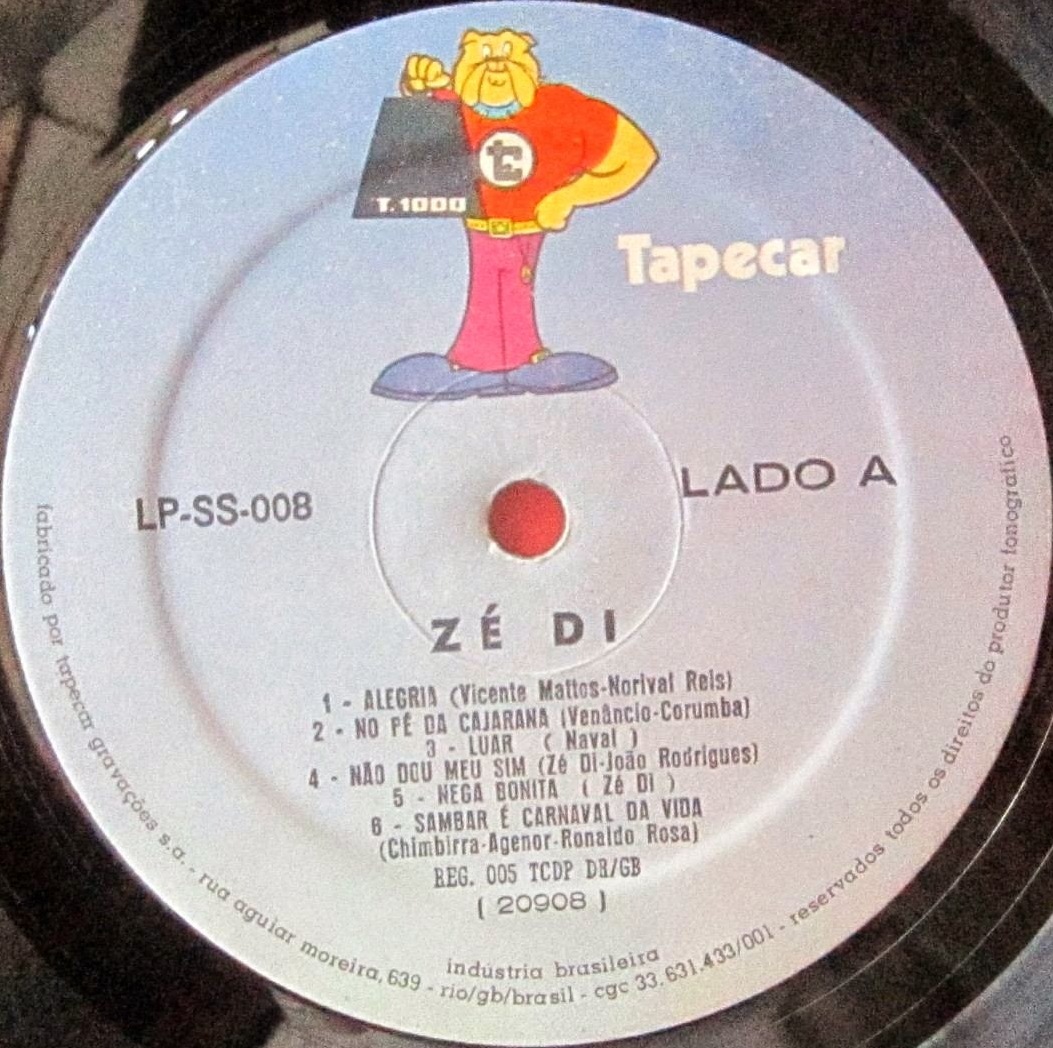 tc
T.1000
Tapecar
LP-SS-008
LADO A
ZÉ DI
1 - ALEGRIA (Vicente Mattos-Norival Reis)
2 - NO PÉ DA CAJARANA (Venâncio-Corumba)
3 - LUAR ( Naval )
4 - NÃO DOU MEU SIM (Zé Di-João Rodrigues)
5 - NEGA BONITA ( Zé Di )
6 - SAMBAR É CARNAVAL DA VIDA
(Chimbirra-Agenor-Ronaldo Rosa)
REG. 005 TCDP DR/GB
( 20908 )
indústria brasileira
fabricado por tapecar gravações s.a. - rua aguiar moreira, 639 - rio/gb/brasil - cgc 33.631.433/001 - reservados todos os direitos do produtor fonografico